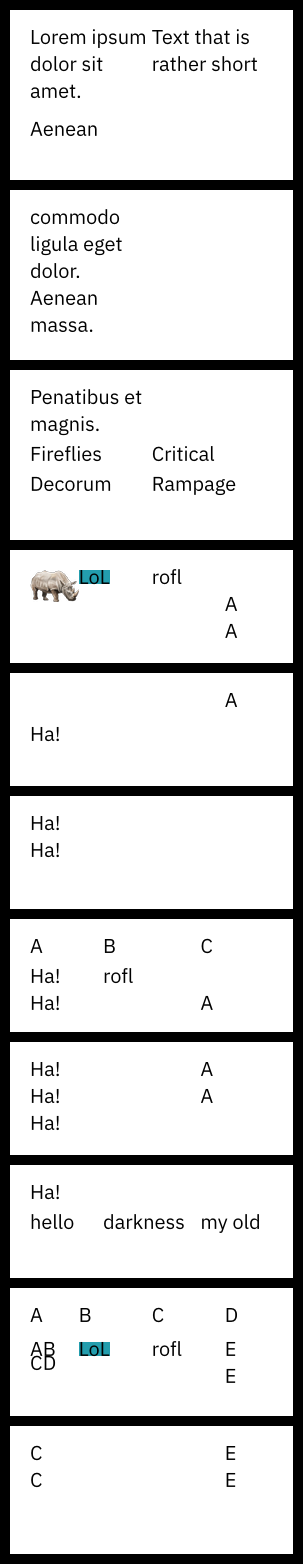 Lorem ipsum Text that is
dolor sit rather short
amet.
Aenean
commodo
ligula eget
dolor.
Aenean
massa.
Penatibus et
magnis.
Fireflies Critical
Decorum Rampage
LoL rofl
A
A
A
Ha!
Ha!
Ha!
A B C
Ha! rofl
Ha! A
Ha! A
Ha! A
Ha!
Ha!
hello darkness my old
A B C D
AB LoL rofl E
CD
E
C E
C E